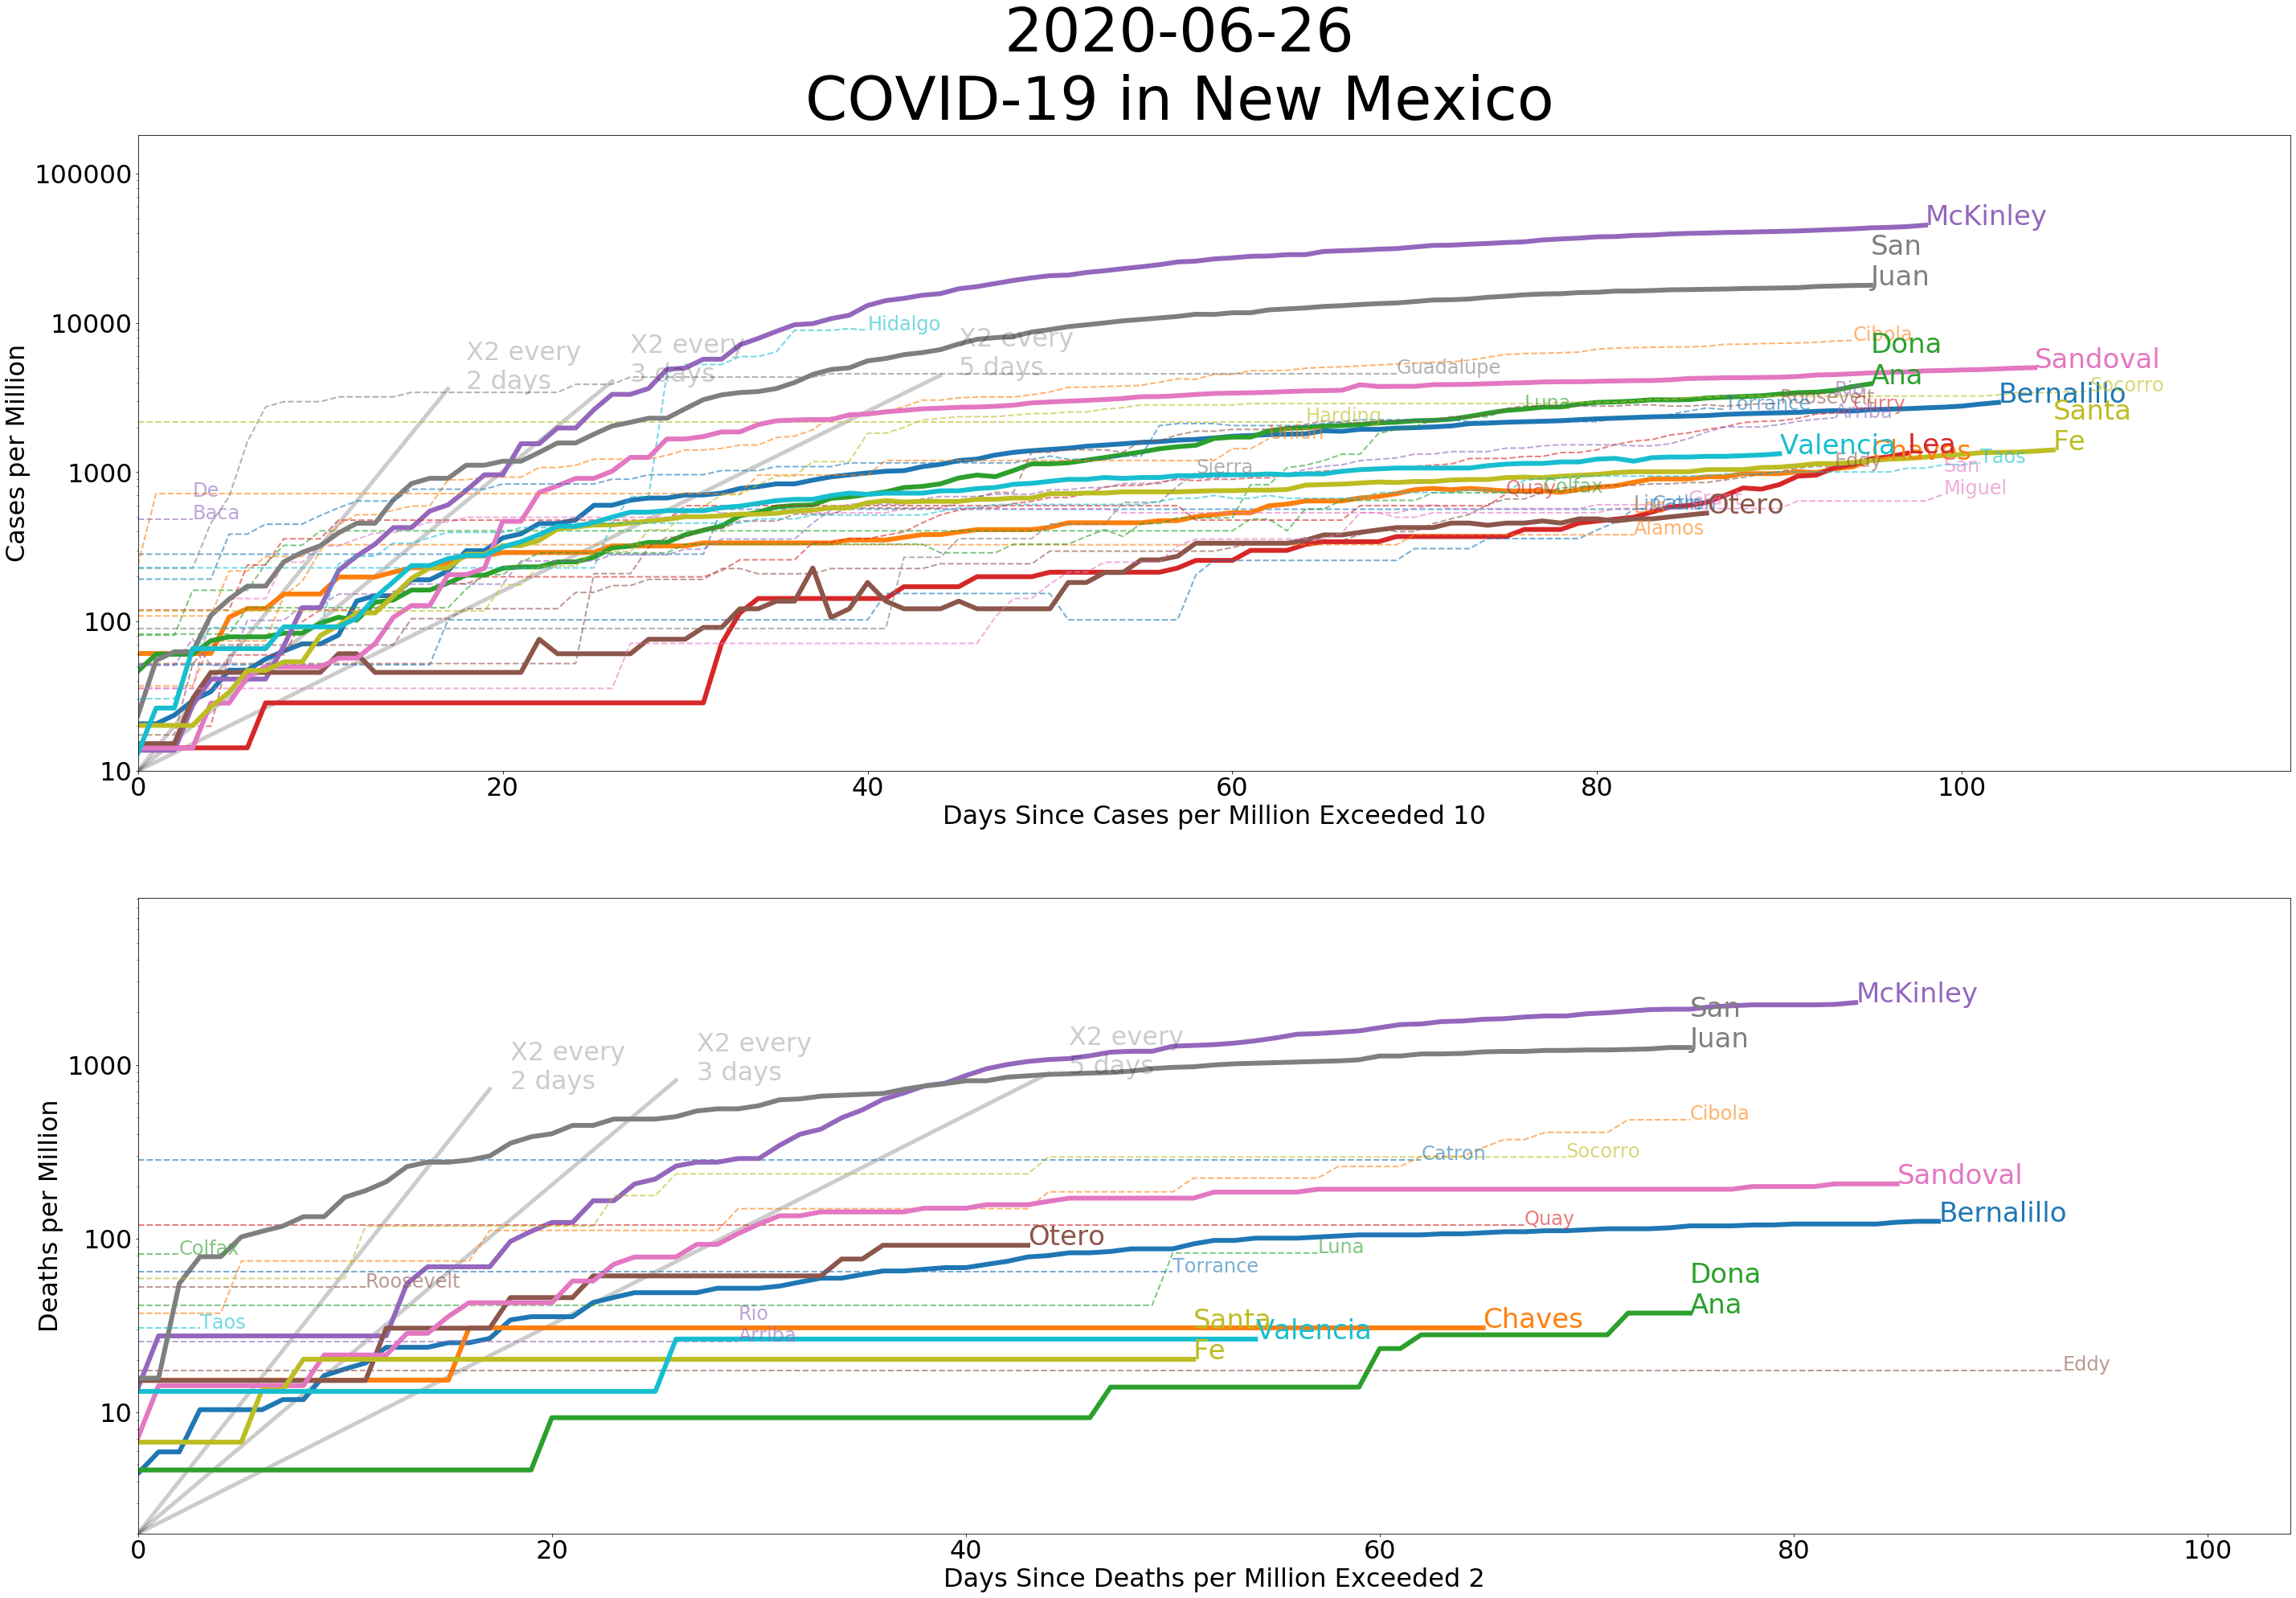 2020-06-26
COVID-19 in New Mexico
Cases per Million
100000
10000
1000
100
10
X2 every
2 days
X2 every
3 days
X2 every
5 days
McKinley
San
Juan
Hidalgo
Cibola
Dona
Ana
Guadalupe
Sandoval
Socorro
Rio
Arriba
Roosevelt
Curry
Luna
Torrance
Bernalillo
Harding
Union
Santa
Fe
Valencia
Chaves
Lea
Taos
Eddy
San
Miguel
Sierra
Colfax
Quay
De
Baca
Catron
Alamos
Otero
0
20
40
60
80
100
Days Since Cases per Million Exceeded 10
Deaths per Million
1000
100
10
X2 every
2 days
X2 every
3 days
X2 every
5 days
McKinley
San
Juan
Cibola
Catron
Socorro
Sandoval
Bernalillo
Quay
Otero
Luna
Colfax
Torrance
Roosevelt
Dona
Ana
Taos
Rio
Arriba
Santa
Fe
Valencia
Chaves
Eddy
0
20
40
60
80
100
Days Since Deaths per Million Exceeded 2